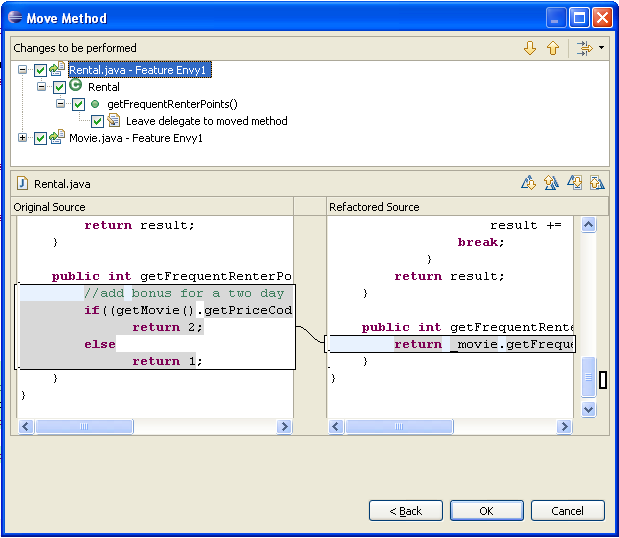 Move Method
Changes to be performed
Rental.java - Feature Envy1
Rental
getFrequentRenterPoints()
Leave delegate to moved method
Movie.java - Feature Envy1
Rental.java
Original Source
return result;
}
public int getFrequentRenterPo
//add bonus for a two day
if((getMovie().getPriceCod
return 2;
else
return 1;
}
}
Refactored Source
result +=
break;
}
return result;
}
public int getFrequentRente
return _movie.getFreque
}
}
< Back
OK
Cancel